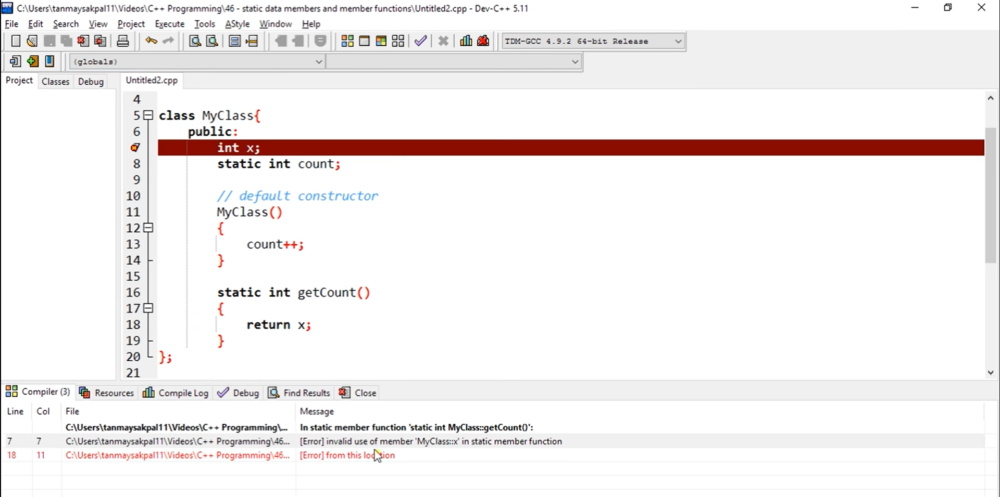 C:\Users\tanmaysakpal11\Videos\C++ Programming\46 - static data members and member functions\Untitled2.cpp - Dev-C++ 5.11
File Edit Search View Project Execute Tools AStyle Window Help
TDM-GCC 4.9.2 64-bit Release
(globals)
Project Classes Debug Untitled2.cpp
4
5 class MyClass{
6 public:
7 int x;
8 static int count;
9
10 // default constructor
11 MyClass()
12 {
13 count++;
14 }
15
16 static int getCount()
17 {
18 return x;
19 }
20 };
21
Compiler (3) Resources Compile Log Debug Find Results Close
Line Col File Message
C:\Users\tanmaysakpal11\Videos\C++ Programming\... In static member function 'static int MyClass::getCount()':
7 7 C:\Users\tanmaysakpal11\Videos\C++ Programming\46... [Error] invalid use of member 'MyClass::x' in static member function
18 11 C:\Users\tanmaysakpal11\Videos\C++ Programming\46... [Error] from this location